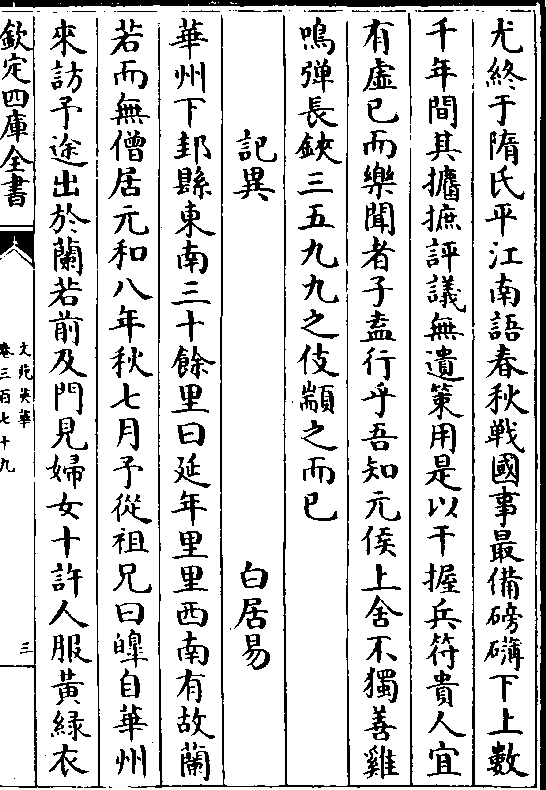 尤終于隋氏平江南語春秋戰國事最備磅礴下上數
千年間其攟摭評議無遺策用是以干握兵符貴人宜
有虛已而樂聞者子盍行乎吾知元侯上舍不獨善雞
鳴彈長鋏三五九九之伎顓之而已
記異 白居易
華州下邽縣東南三十餘里曰延年里里西南有故蘭
若而無僧居元和八年秋七月予從祖兄曰皞自華州
來訪予途出於蘭若前及門見婦女十許人服黃緑衣
欽定四庫全書
文苑英華
卷三百七十九
三